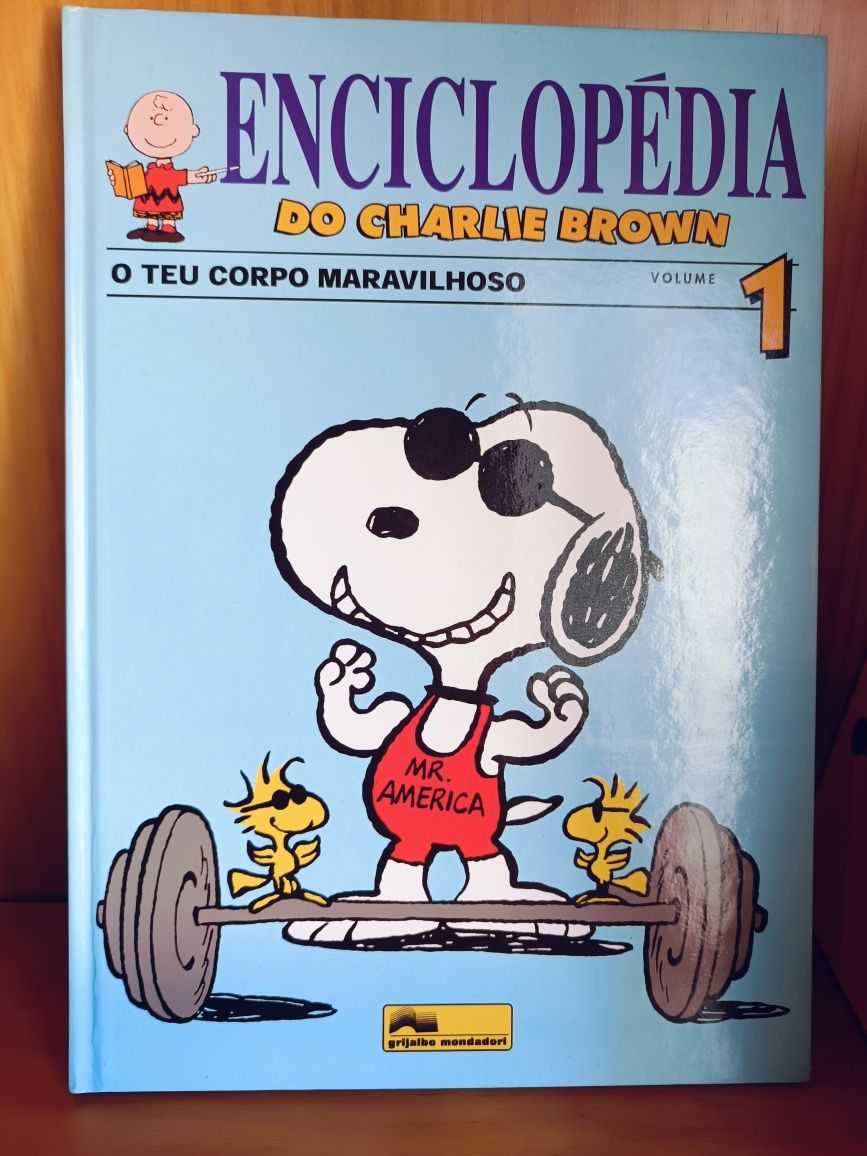 ENCICLOPÉDIA
DO CHARLIE BROWN
O TEU CORPO MARAVILHOSO
VOLUME 1
MR.
AMERICA
grijalbo mondadori